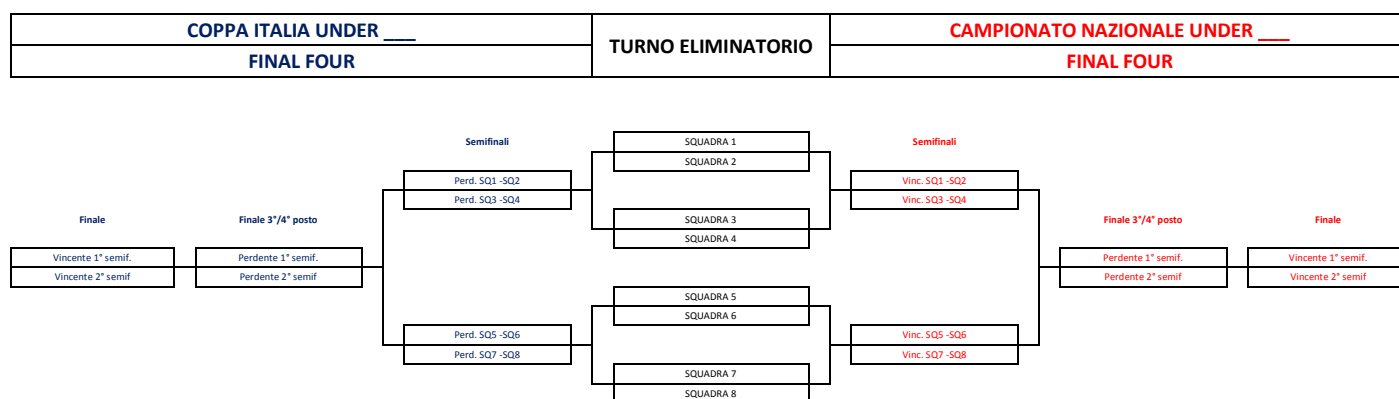 COPPA ITALIA UNDER ___
TURNO ELIMINATORIO
CAMPIONATO NAZIONALE UNDER ___
FINAL FOUR
FINAL FOUR
Semifinali
SQUADRA 1
Semifinali
SQUADRA 2
Perd. SQ1 -SQ2
Vinc. SQ1 -SQ2
Perd. SQ3 -SQ4
Vinc. SQ3 -SQ4
Finale
Finale 3°/4° posto
SQUADRA 3
Finale 3°/4° posto
Finale
SQUADRA 4
Vincente 1° semif.
Perdente 1° semif.
Perdente 1° semif.
Vincente 1° semif.
Vincente 2° semif
Perdente 2° semif
Perdente 2° semif
Vincente 2° semif
SQUADRA 5
SQUADRA 6
Perd. SQ5 -SQ6
Vinc. SQ5 -SQ6
Perd. SQ7 -SQ8
Vinc. SQ7 -SQ8
SQUADRA 7
SQUADRA 8